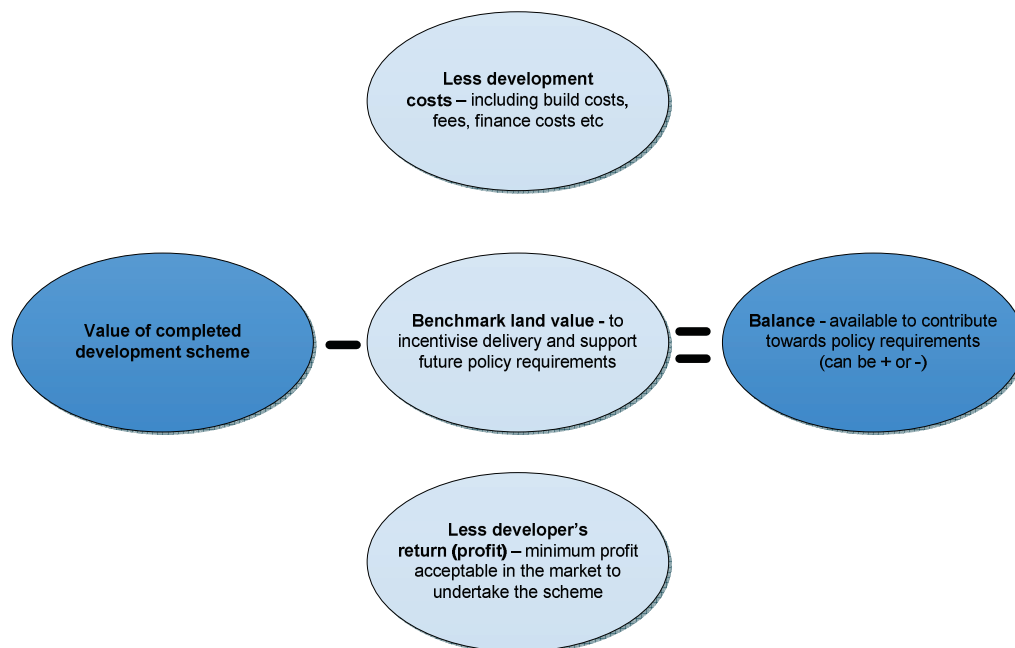 Less development
costs – including build costs,
fees, finance costs etc
Value of completed
development scheme
Benchmark land value - to
incentivise delivery and support
future policy requirements
Balance - available to contribute
towards policy requirements
(can be + or -)
Less developer’s
return (profit) – minimum profit
acceptable in the market to
undertake the scheme